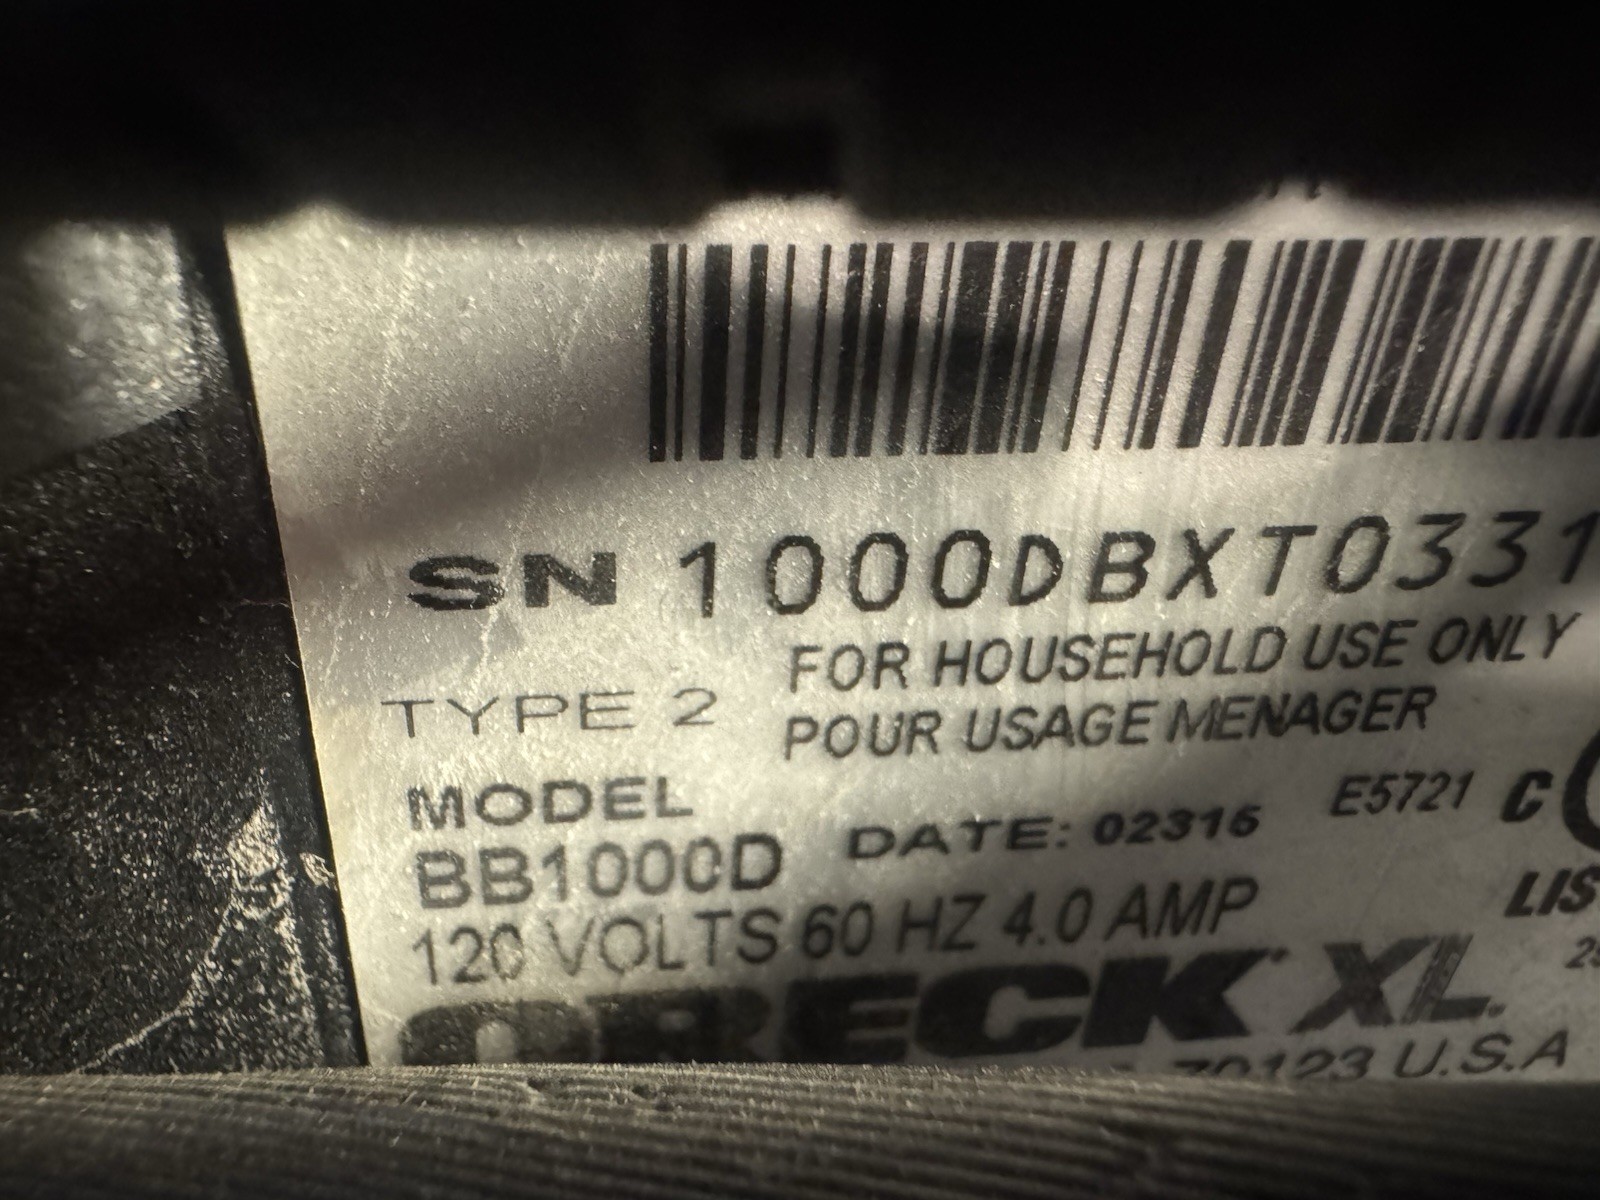 SN 1000DBXT0331
FOR HOUSEHOLD USE ONLY
TYPE 2
POUR USAGE MENAGER
MODEL
BB1000D DATE: 02315 E5721 C
120 VOLTS 60 HZ 4.0 AMP
ORECK XL.
70123 U.S.A